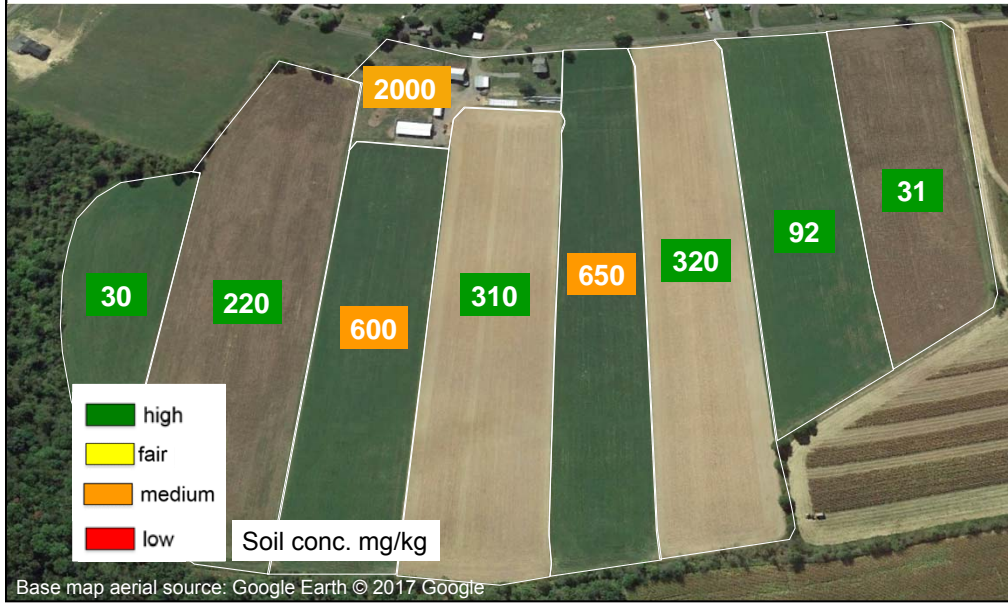 2000
31
92
320
650
30
220
310
600
high
fair
medium
low
Soil conc. mg/kg
Base map aerial source: Google Earth © 2017 Google